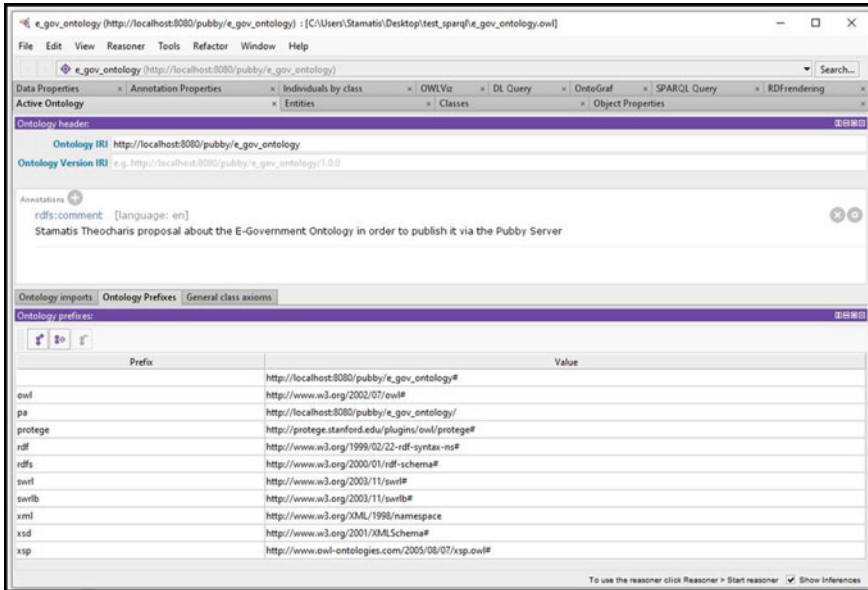 e_gov_ontology (http://localhost:8080/pubby/e_gov_ontology) : [C:\Users\Stamatis\Desktop\test_sparql\e_gov_ontology.owl]
File Edit View Reasoner Tools Refactor Window Help
e_gov_ontology (http://localhost:8080/pubby/e_gov_ontology) Search...
Data Properties Annotation Properties Individuals by class OWLViz DL Query OntoGraf SPARQL Query RDFrendering
Active Ontology Entities Classes Object Properties
Ontology header:
Ontology IRI http://localhost:8080/pubby/e_gov_ontology
Ontology Version IRI e.g. http://localhost:8080/pubby/e_gov_ontology/1.0.0
Annotations
rdfs:comment [language: en]
Stamatis Theocharis proposal about the E-Government Ontology in order to publish it via the Pubby Server
Ontology imports Ontology Prefixes General class axioms
Ontology prefixes:
Prefix Value
http://localhost:8080/pubby/e_gov_ontology#
owl http://www.w3.org/2002/07/owl#
pa http://localhost:8080/pubby/e_gov_ontology/
protege http://protege.stanford.edu/plugins/owl/protege#
rdf http://www.w3.org/1999/02/22-rdf-syntax-ns#
rdfs http://www.w3.org/2000/01/rdf-schema#
swrl http://www.w3.org/2003/11/swrl#
swrlb http://www.w3.org/2003/11/swrlb#
xml http://www.w3.org/XML/1998/namespace
xsd http://www.w3.org/2001/XMLSchema#
xsp http://www.owl-ontologies.com/2005/08/07/xsp.owl#
To use the reasoner click Reasoner > Start reasoner Show Inferences